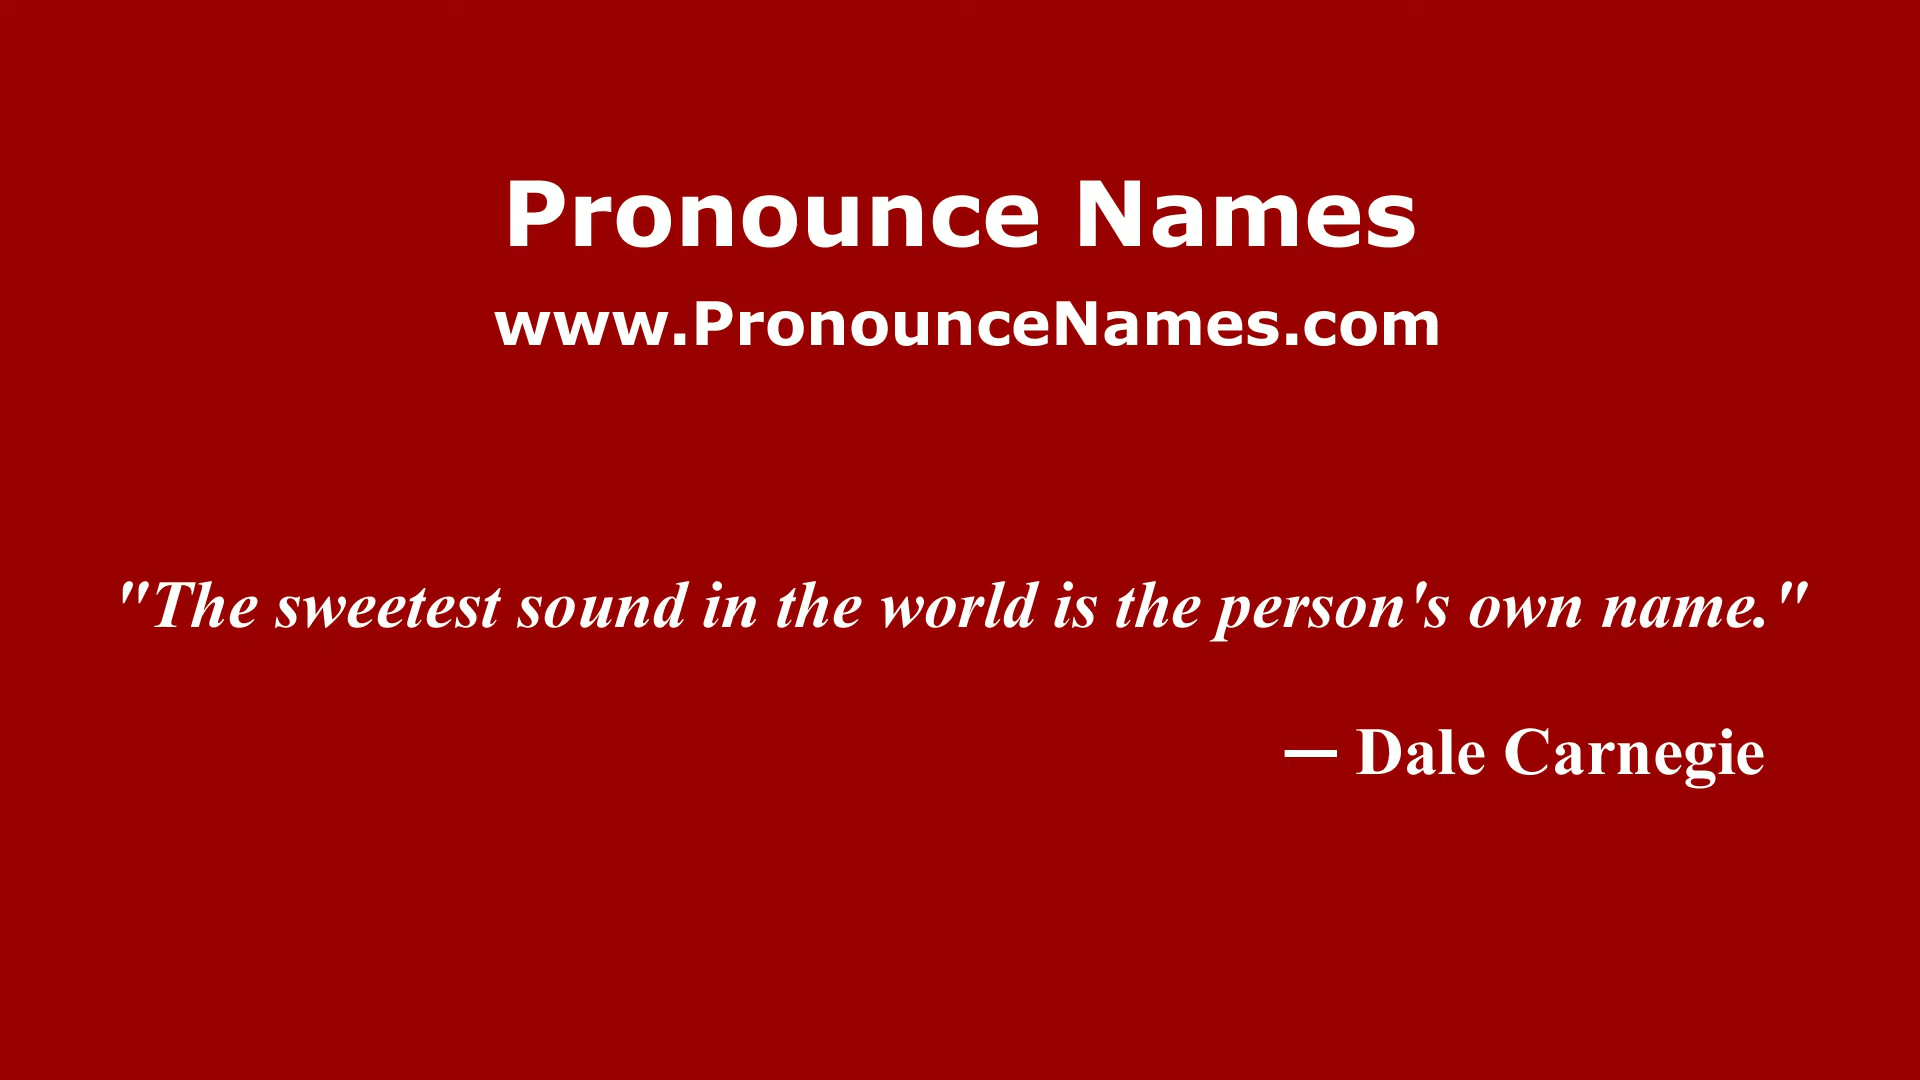 Pronounce Names
www.PronounceNames.com
"The sweetest sound in the world is the person's own name."
— Dale Carnegie